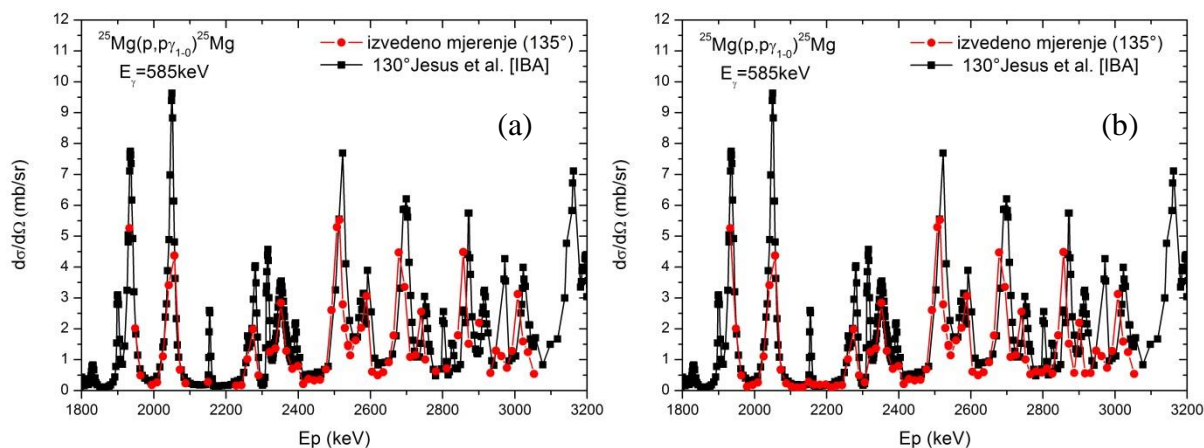 12
11
10
9
8
7
6
5
4
3
2
1
0
dσ/dΩ (mb/sr)
²⁵Mg(p,pγ₁₋₀)²⁵Mg
Eᵧ=585keV
izvedeno mjerenje (135°)
130°Jesus et al. [IBA]
(a)
1800 2000 2200 2400 2600 2800 3000 3200
Ep (keV)
12
11
10
9
8
7
6
5
4
3
2
1
0
dσ/dΩ (mb/sr)
²⁵Mg(p,pγ₁₋₀)²⁵Mg
Eᵧ=585keV
izvedeno mjerenje (135°)
130°Jesus et al. [IBA]
(b)
1800 2000 2200 2400 2600 2800 3000 3200
Ep (keV)